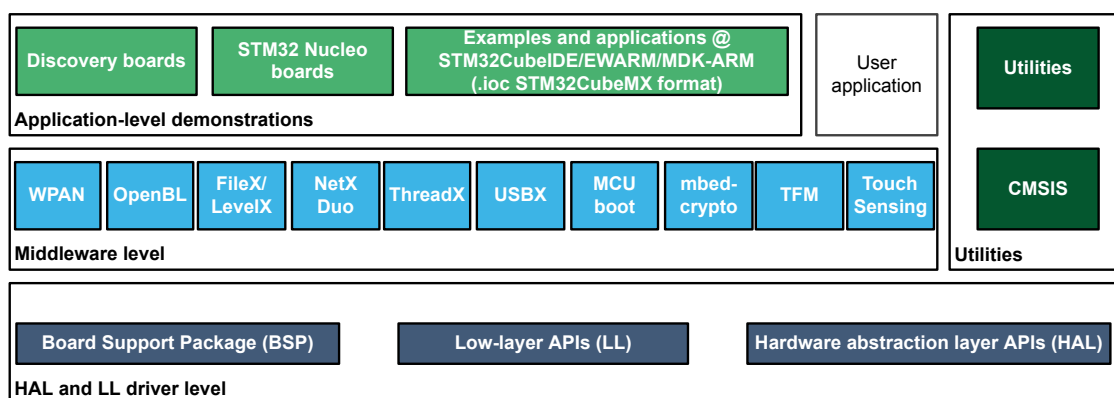 Discovery boards
STM32 Nucleo
boards
Examples and applications @
STM32CubeIDE/EWARM/MDK-ARM
(.ioc STM32CubeMX format)
Application-level demonstrations
User
application
Utilities
CMSIS
Utilities
WPAN
OpenBL
FileX/
LevelX
NetX
Duo
ThreadX
USBX
MCU
boot
mbed-
crypto
TFM
Touch
Sensing
Middleware level
Board Support Package (BSP)
Low-layer APIs (LL)
Hardware abstraction layer APIs (HAL)
HAL and LL driver level